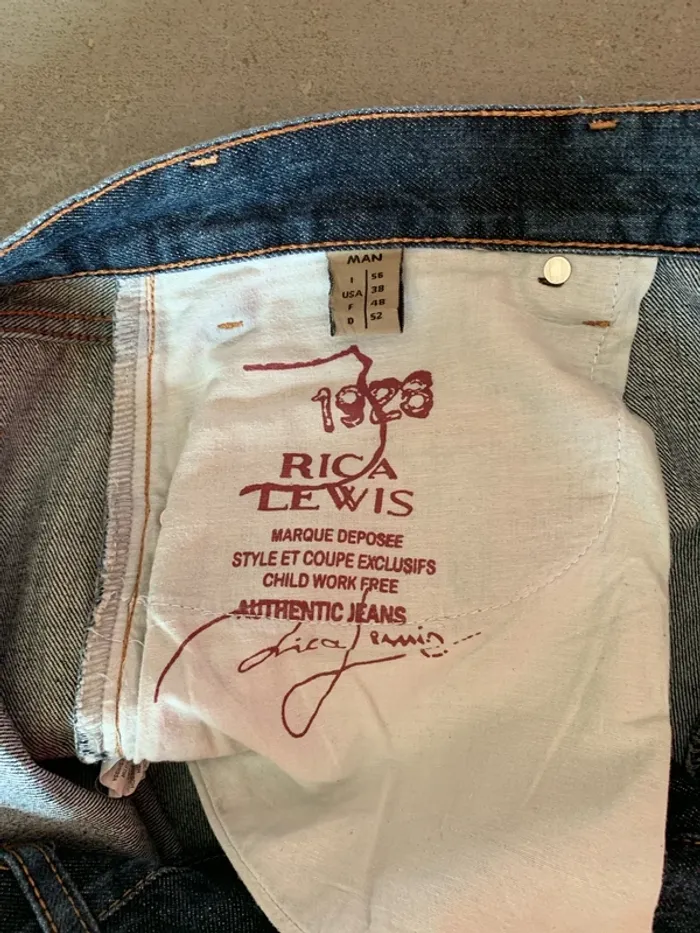 MAN
I 56
USA 38
F 48
D 52
1928
RICA
LEWIS
MARQUE DEPOSEE
STYLE ET COUPE EXCLUSIFS
CHILD WORK FREE
AUTHENTIC JEANS
Rica Lewis